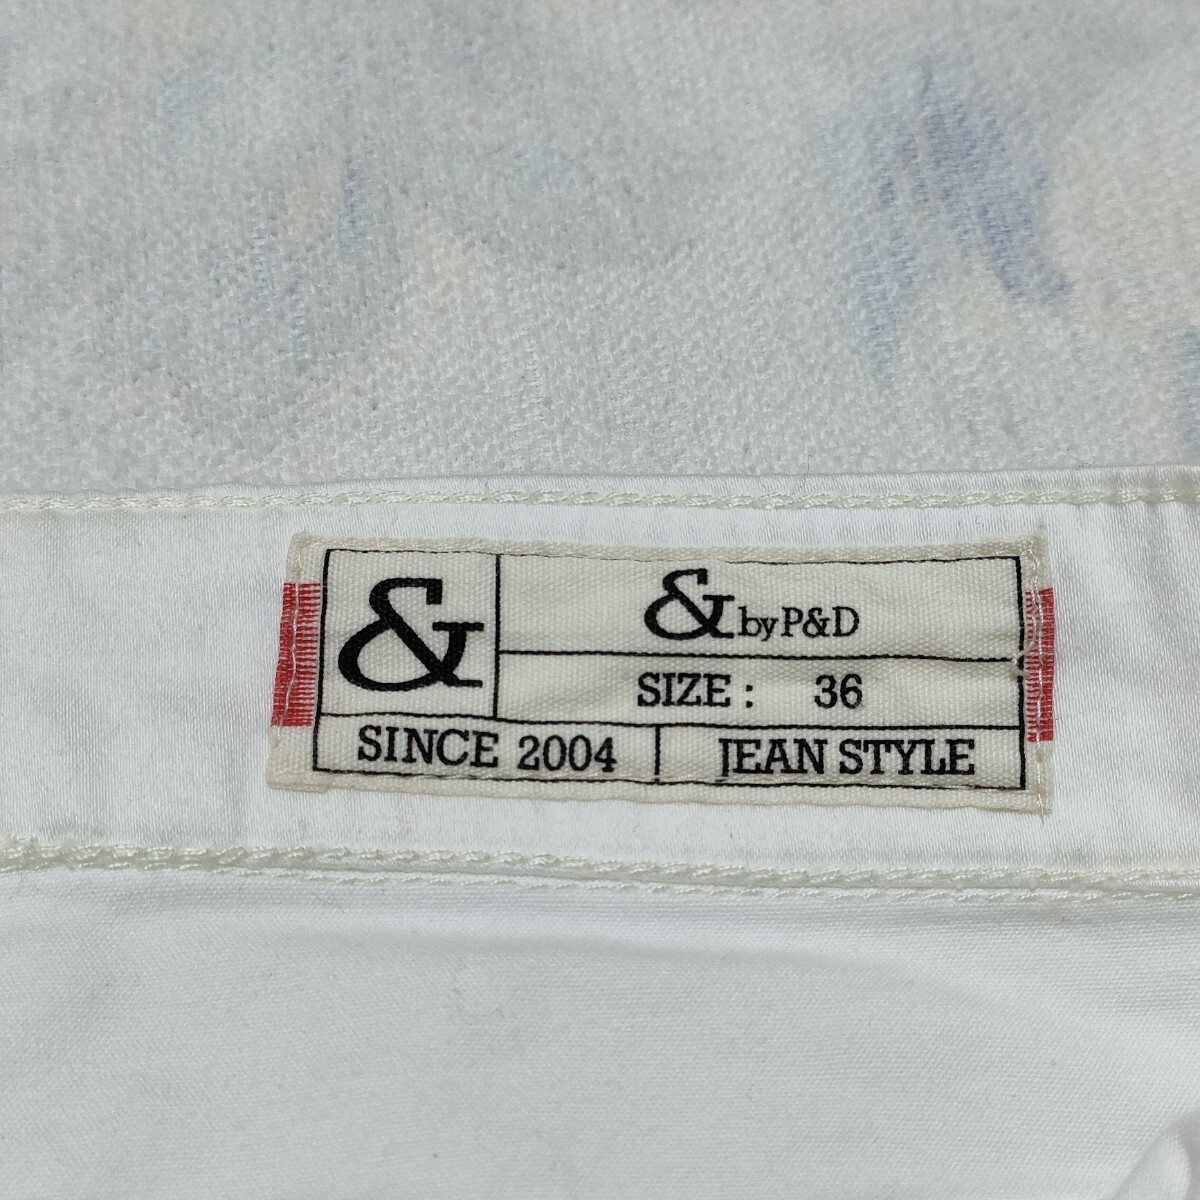 &
& by P&D
SIZE : 36
SINCE 2004
JEAN STYLE